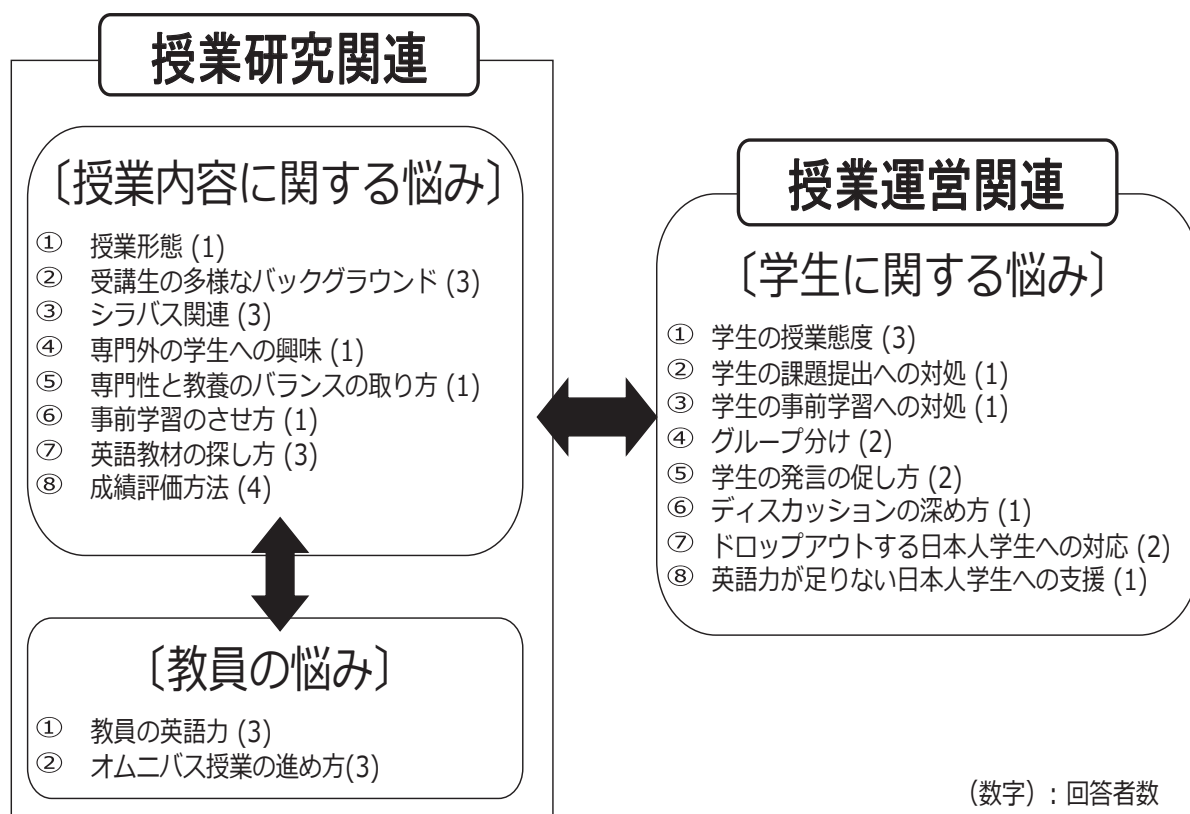 授業研究関連
〔授業内容に関する悩み〕
① 授業形態 (1)
② 受講生の多様なバックグラウンド (3)
③ シラバス関連 (3)
④ 専門外の学生への興味 (1)
⑤ 専門性と教養のバランスの取り方 (1)
⑥ 事前学習のさせ方 (1)
⑦ 英語教材の探し方 (3)
⑧ 成績評価方法 (4)
〔教員の悩み〕
① 教員の英語力 (3)
② オムニバス授業の進め方(3)
授業運営関連
〔学生に関する悩み〕
① 学生の授業態度 (3)
② 学生の課題提出への対処 (1)
③ 学生の事前学習への対処 (1)
④ グループ分け (2)
⑤ 学生の発言の促し方 (2)
⑥ ディスカッションの深め方 (1)
⑦ ドロップアウトする日本人学生への対応 (2)
⑧ 英語力が足りない日本人学生への支援 (1)
（数字）: 回答者数